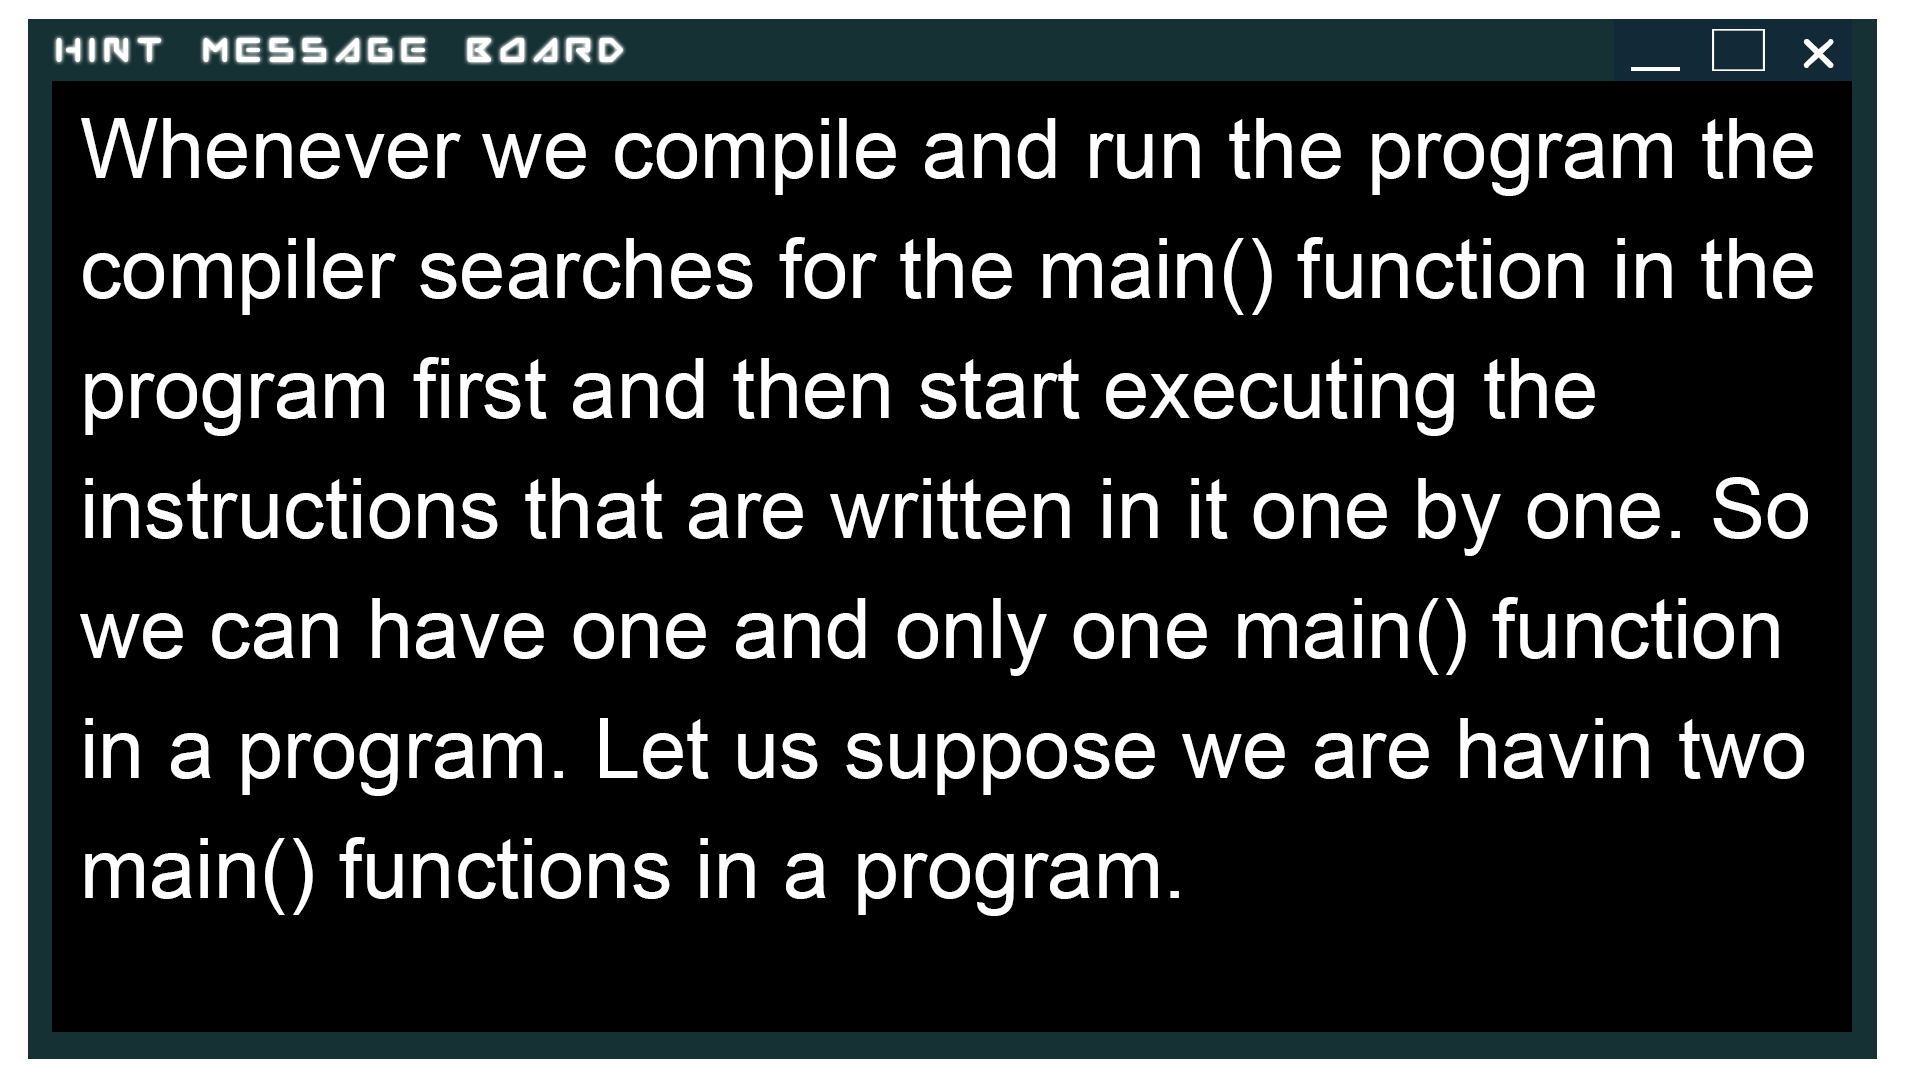 HINT MESSAGE BOARD
Whenever we compile and run the program the
compiler searches for the main() function in the
program first and then start executing the
instructions that are written in it one by one. So
we can have one and only one main() function
in a program. Let us suppose we are havin two
main() functions in a program.